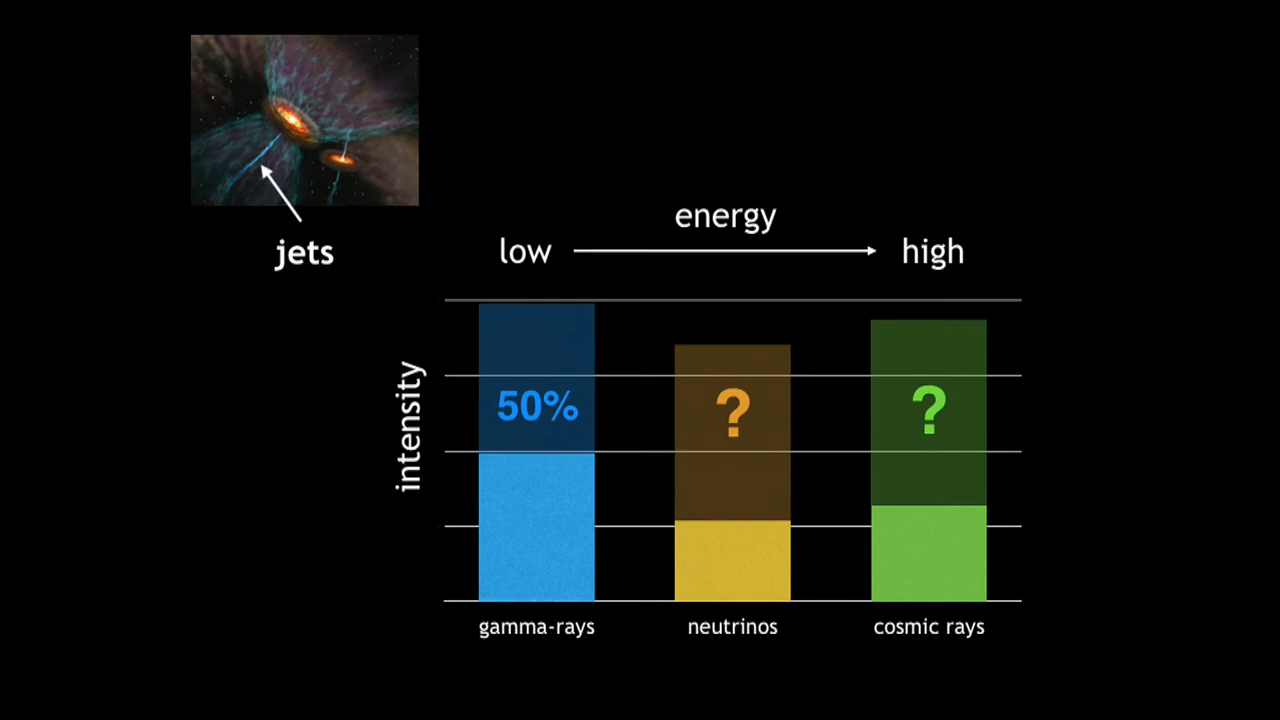 jets
energy
low
high
intensity
50%
?
?
gamma-rays
neutrinos
cosmic rays